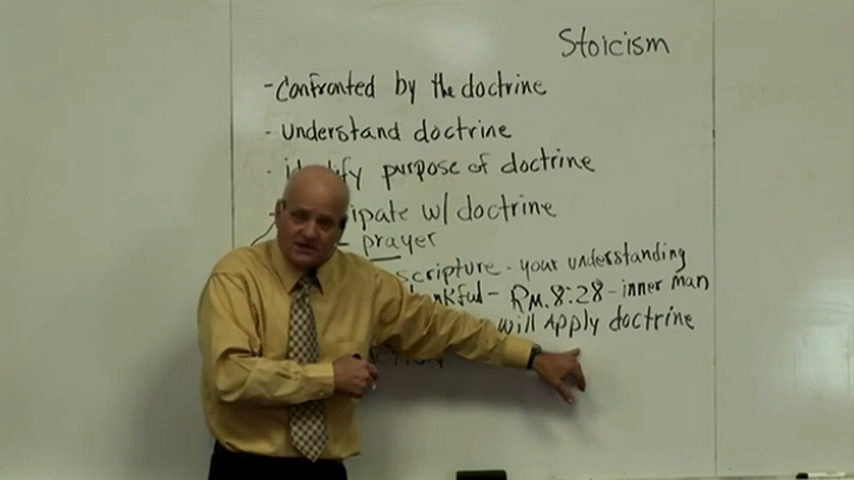 Stoicism
- Confronted by the doctrine
- understand doctrine
- identify purpose of doctrine
w/ doctrine
- prayer
scripture - your understanding
- Rm. 8:28 - inner man
will Apply doctrine